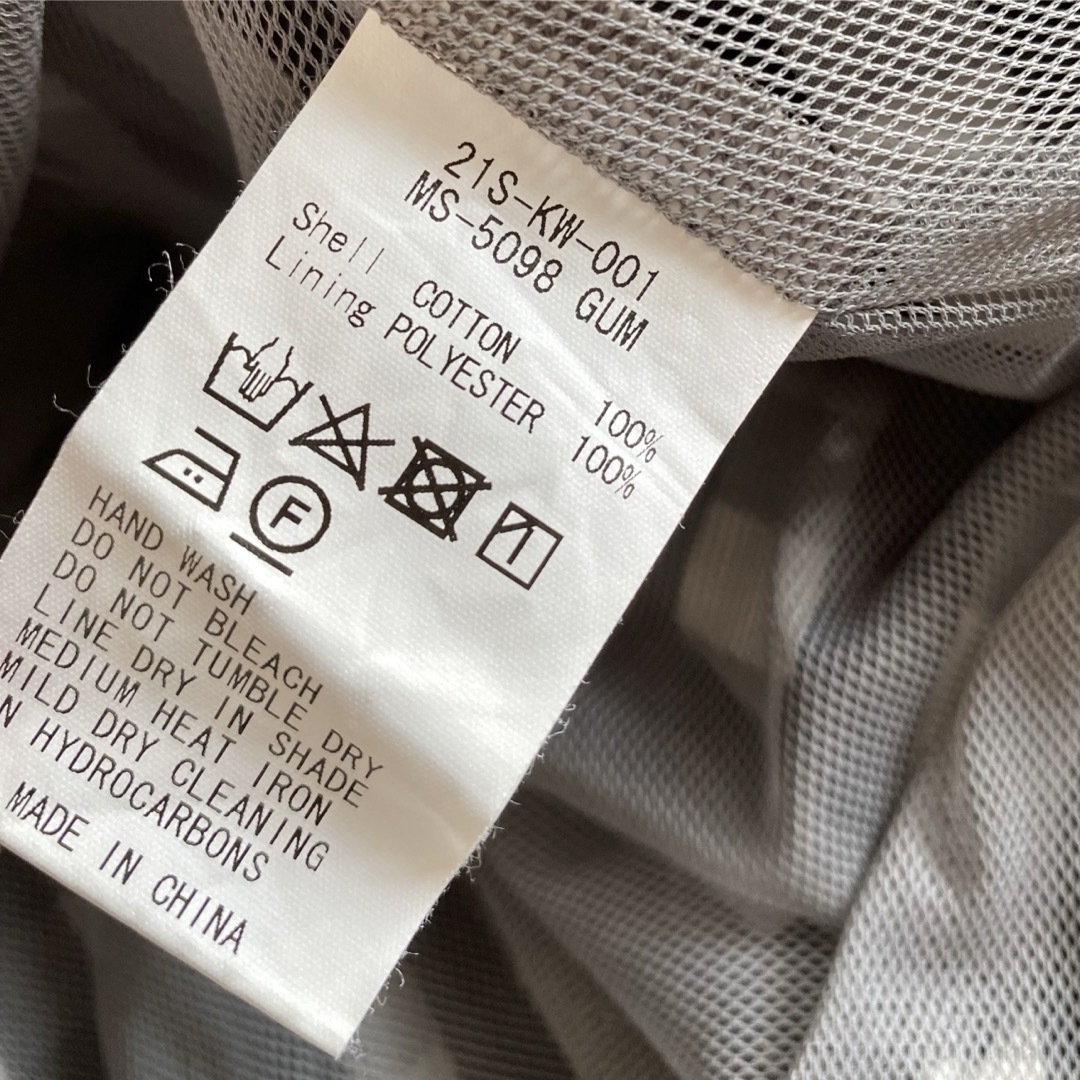 21S-KW-001
MS-5098 GUM
Shell COTTON 100%
Lining POLYESTER 100%
F
HAND WASH
DO NOT BLEACH
DO NOT TUMBLE DRY
LINE DRY IN SHADE
MEDIUM HEAT IRON
MILD DRY CLEANING
N HYDROCARBONS
MADE IN CHINA